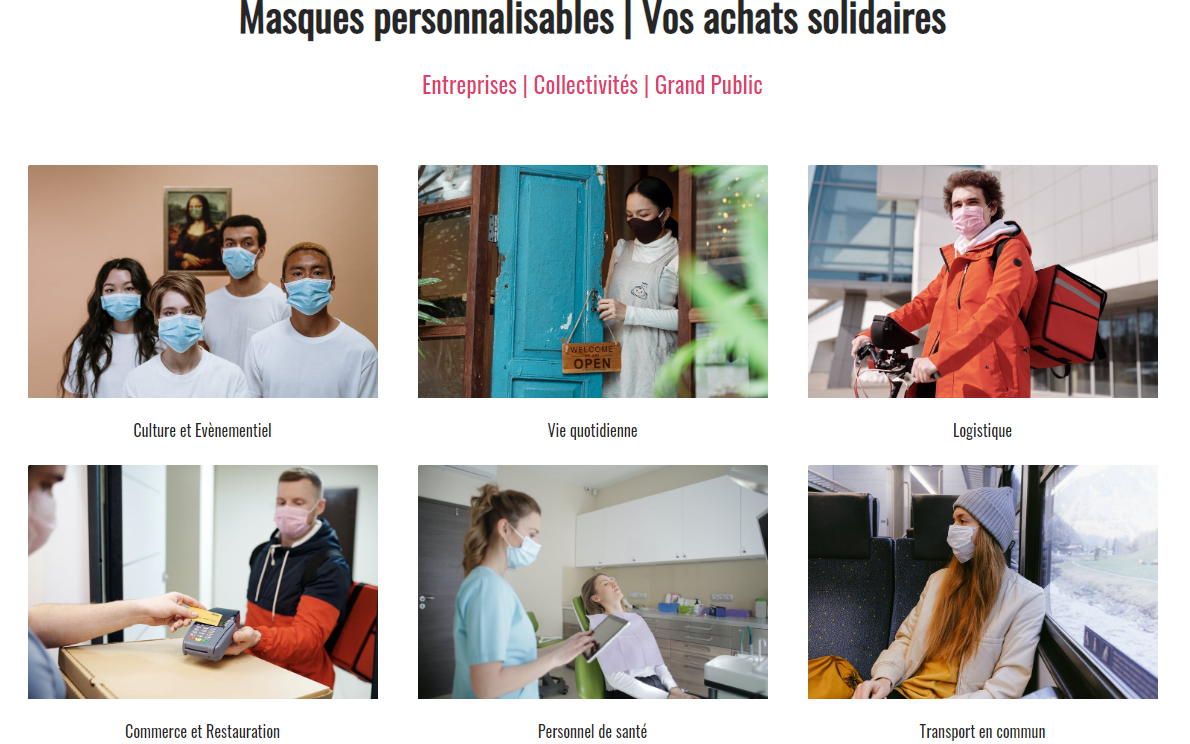 Masques personnalisables | Vos achats solidaires
Entreprises | Collectivités | Grand Public
WELCOME
OPEN
Culture et Evènementiel
Vie quotidienne
Logistique
Commerce et Restauration
Personnel de santé
Transport en commun